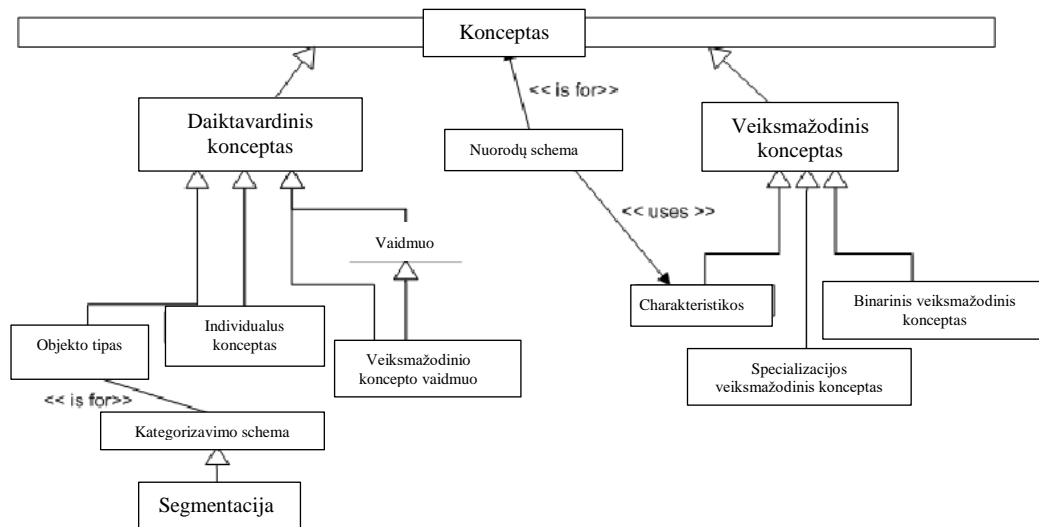 Konceptas
<< is for>>
Daiktavardinis
konceptas
Nuorodų schema
Veiksmažodinis
konceptas
<< uses >>
Vaidmuo
Charakteristikos
Binarinis veiksmažodinis
konceptas
Objekto tipas
Individualus
konceptas
Veiksmažodinio
koncepto vaidmuo
Specializacijos
veiksmažodinis konceptas
<< is for>>
Kategorizavimo schema
Segmentacija